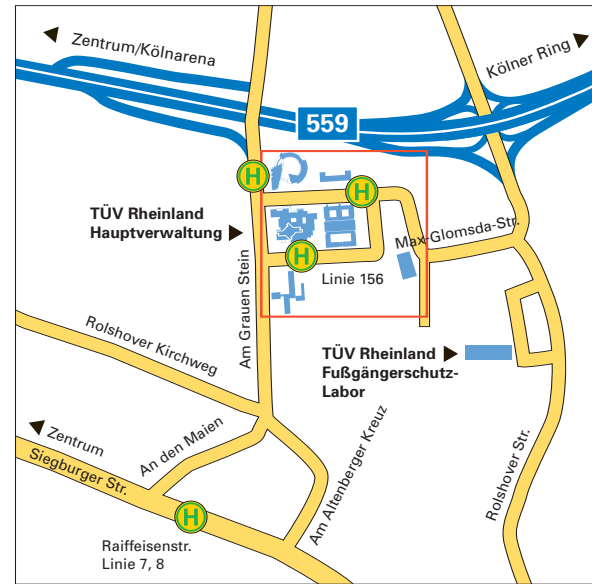 Zentrum/Kölnarena
Kölner Ring
559
H
H
TÜV Rheinland
Hauptverwaltung
Max-Glomsda-Str.
H
Linie 156
Am Grauen Stein
Rolshover Kirchweg
TÜV Rheinland
Fußgängerschutz-
Labor
An den Maien
Zentrum
Siegburger Str.
Am Altenberger Kreuz
Rolshover Str.
H
Raiffeisenstr.
Linie 7, 8